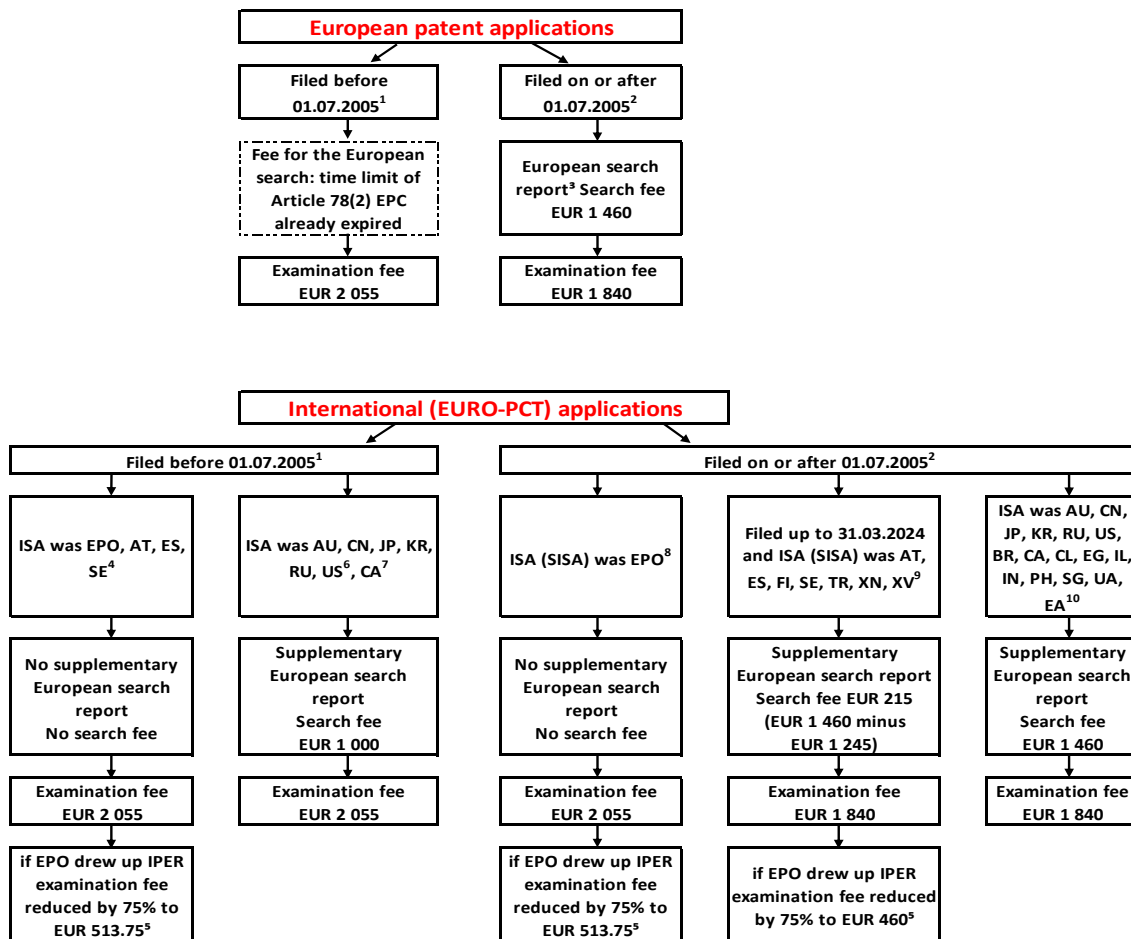 European patent applications
Filed before
01.07.2005¹
Fee for the European
search: time limit of
Article 78(2) EPC
already expired
Examination fee
EUR 2 055
Filed on or after
01.07.2005²
European search
report³ Search fee
EUR 1 460
Examination fee
EUR 1 840
International (EURO-PCT) applications
Filed before 01.07.2005¹
ISA was EPO, AT, ES,
SE⁴
No supplementary
European search
report
No search fee
Examination fee
EUR 2 055
if EPO drew up IPER
examination fee
reduced by 75% to
EUR 513.75⁵
ISA was AU, CN, JP, KR,
RU, US⁶, CA⁷
Supplementary
European search
report
Search fee
EUR 1 000
Examination fee
EUR 2 055
Filed on or after 01.07.2005²
ISA (SISA) was EPO⁸
No supplementary
European search
report
No search fee
Examination fee
EUR 2 055
if EPO drew up IPER
examination fee
reduced by 75% to
EUR 513.75⁵
Filed up to 31.03.2024
and ISA (SISA) was AT,
ES, FI, SE, TR, XN, XV⁹
Supplementary
European search report
Search fee EUR 215
(EUR 1 460 minus
EUR 1 245)
Examination fee
EUR 1 840
if EPO drew up IPER
examination fee reduced
by 75% to EUR 460⁵
ISA was AU, CN,
JP, KR, RU, US,
BR, CA, CL, EG, IL,
IN, PH, SG, UA,
EA¹⁰
Supplementary
European search
report
Search fee
EUR 1 460
Examination fee
EUR 1 840